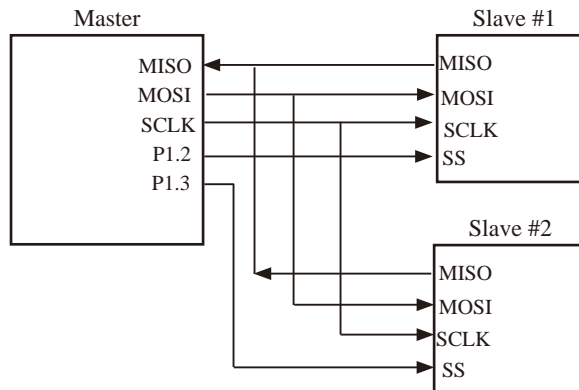 Master
MISO
MOSI
SCLK
P1.2
P1.3
Slave #1
MISO
MOSI
SCLK
SS
Slave #2
MISO
MOSI
SCLK
SS